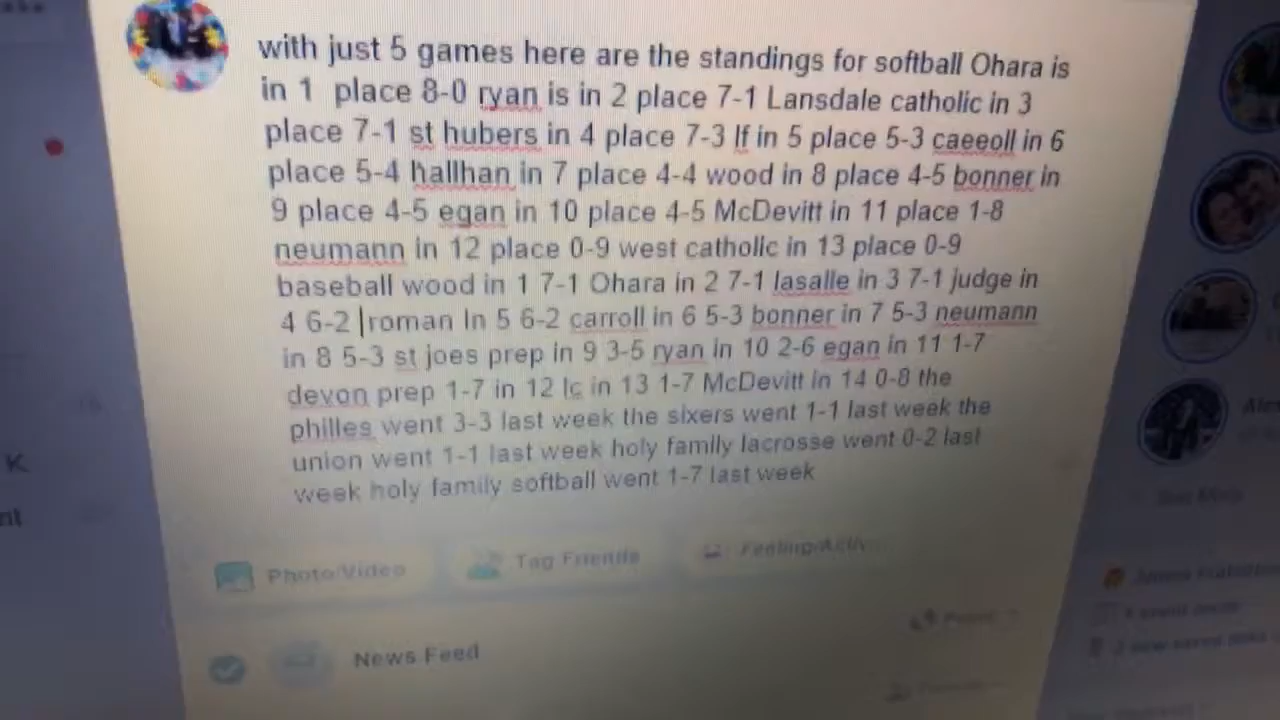 with just 5 games here are the standings for softball Ohara is
in 1 place 8-0 ryan is in 2 place 7-1 Lansdale catholic in 3
place 7-1 st hubers in 4 place 7-3 lf in 5 place 5-3 caeeoll in 6
place 5-4 hallhan in 7 place 4-4 wood in 8 place 4-5 bonner in
9 place 4-5 egan in 10 place 4-5 McDevitt in 11 place 1-8
neumann in 12 place 0-9 west catholic in 13 place 0-9
baseball wood in 1 7-1 Ohara in 2 7-1 lasalle in 3 7-1 judge in
4 6-2 roman In 5 6-2 carroll in 6 5-3 bonner in 7 5-3 neumann
in 8 5-3 st joes prep in 9 3-5 ryan in 10 2-6 egan in 11 1-7
devon prep 1-7 in 12 lc in 13 1-7 McDevitt in 14 0-8 the
philles went 3-3 last week the sixers went 1-1 last week the
union went 1-1 last week holy family lacrosse went 0-2 last
week holy family softball went 1-7 last week
Photo/Video Tag Friends
News Feed
K
nt